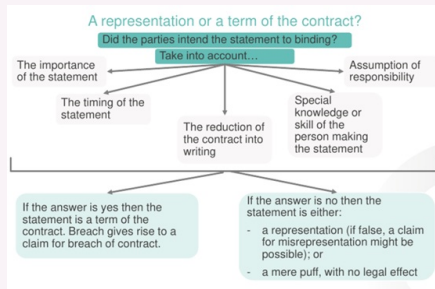 A representation or a term of the contract?
Did the parties intend the statement to binding?
Take into account…
The importance
of the statement
Assumption of
responsibility
The timing of the
statement
Special
knowledge or
skill of the
person making
the statement
The reduction of
the contract into
writing
If the answer is yes then the
statement is a term of the
contract. Breach gives rise to a
claim for breach of contract.
If the answer is no then the
statement is either:
- a representation (if false, a claim
for misrepresentation might be
possible); or
- a mere puff, with no legal effect